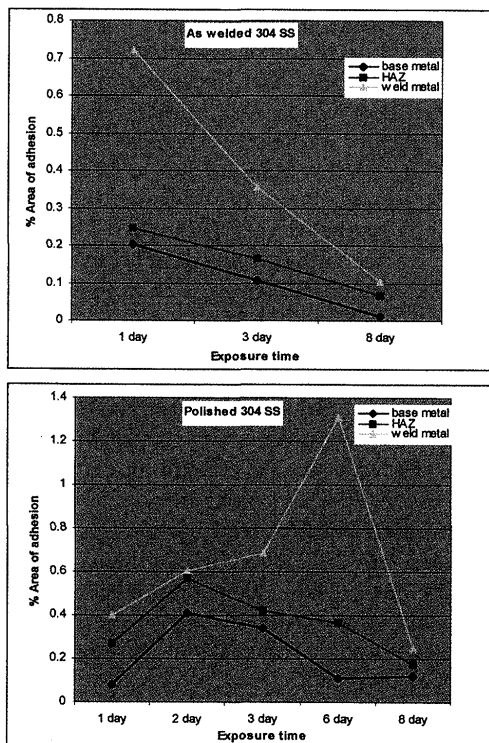 As welded 304 SS
base metal
HAZ
weld metal
% Area of adhesion
0.8
0.7
0.6
0.5
0.4
0.3
0.2
0.1
0
1 day 3 day 8 day
Exposure time
Polished 304 SS
base metal
HAZ
weld metal
% Area of adhesion
1.4
1.2
1
0.8
0.6
0.4
0.2
0
1 day 2 day 3 day 6 day 8 day
Exposure time